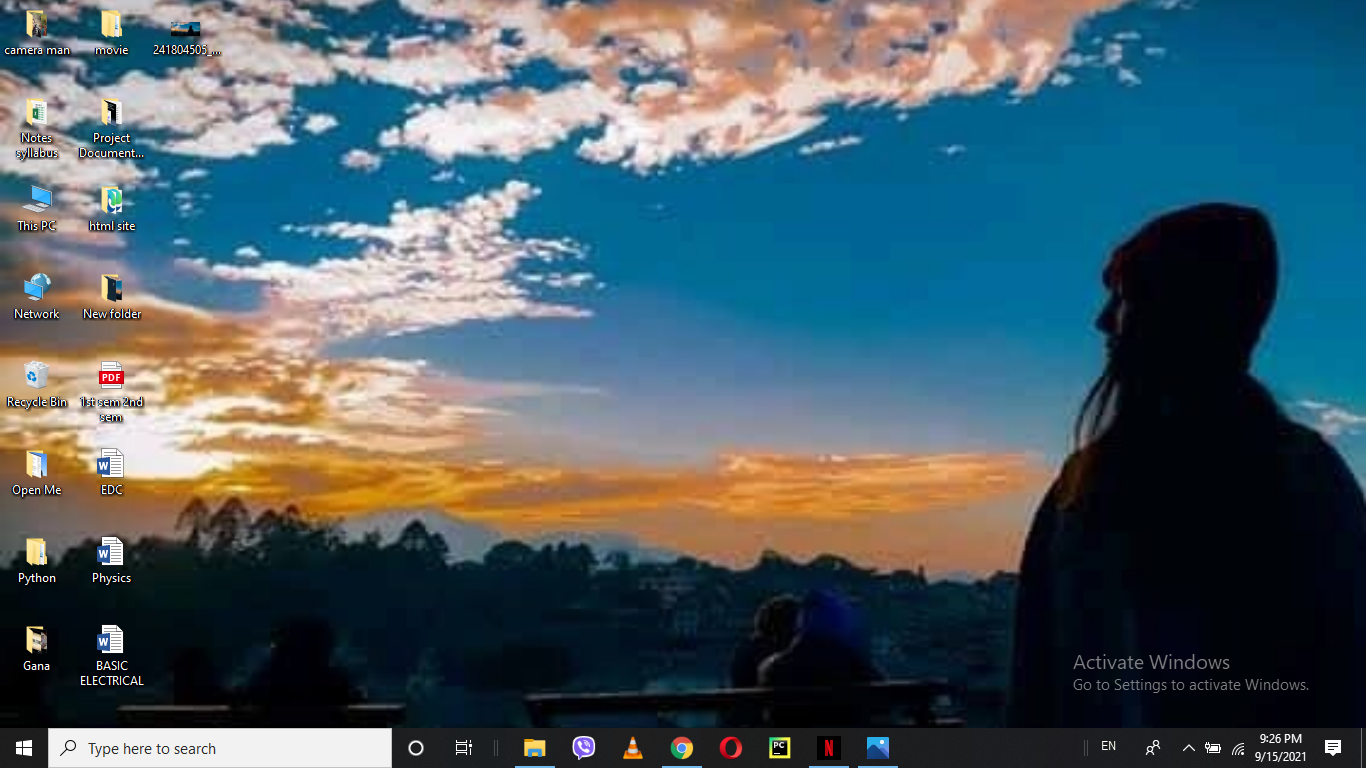 camera man
movie
241804505_...
Notes
syllabus
Project
Document...
This PC
html site
Network
New folder
Recycle Bin
PDF
1st sem 2nd
sem
Open Me
W
EDC
Python
W
Physics
Gana
W
BASIC
ELECTRICAL
Activate Windows
Go to Settings to activate Windows.
Type here to search
PC
N
EN
9:26 PM
9/15/2021